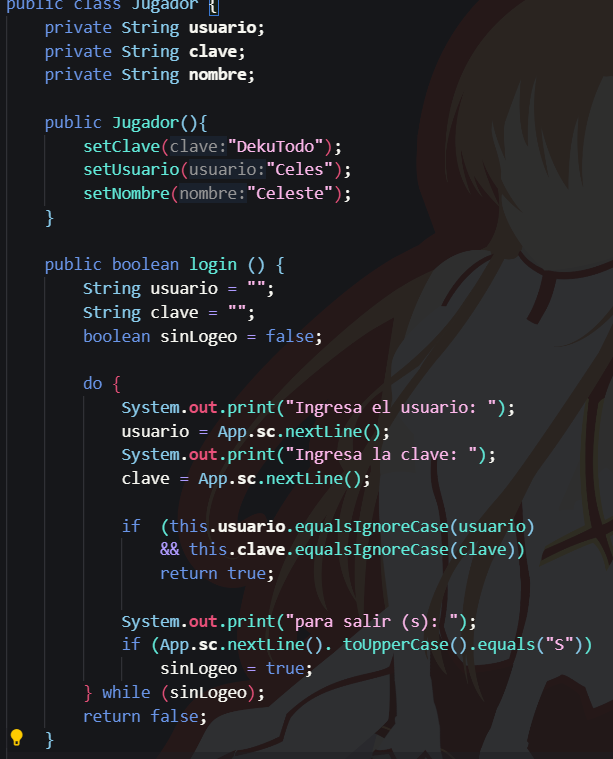 public class Jugador {
private String usuario;
private String clave;
private String nombre;
public Jugador(){
setClave(clave:"DekuTodo");
setUsuario(usuario:"Celes");
setNombre(nombre:"Celeste");
}
public boolean login () {
String usuario = "";
String clave = "";
boolean sinLogeo = false;
do {
System.out.print("Ingresa el usuario: ");
usuario = App.sc.nextLine();
System.out.print("Ingresa la clave: ");
clave = App.sc.nextLine();
if  (this.usuario.equalsIgnoreCase(usuario)
&& this.clave.equalsIgnoreCase(clave))
return true;
System.out.print("para salir (s): ");
if (App.sc.nextLine(). toUpperCase().equals("S"))
sinLogeo = true;
} while (sinLogeo);
return false;
}